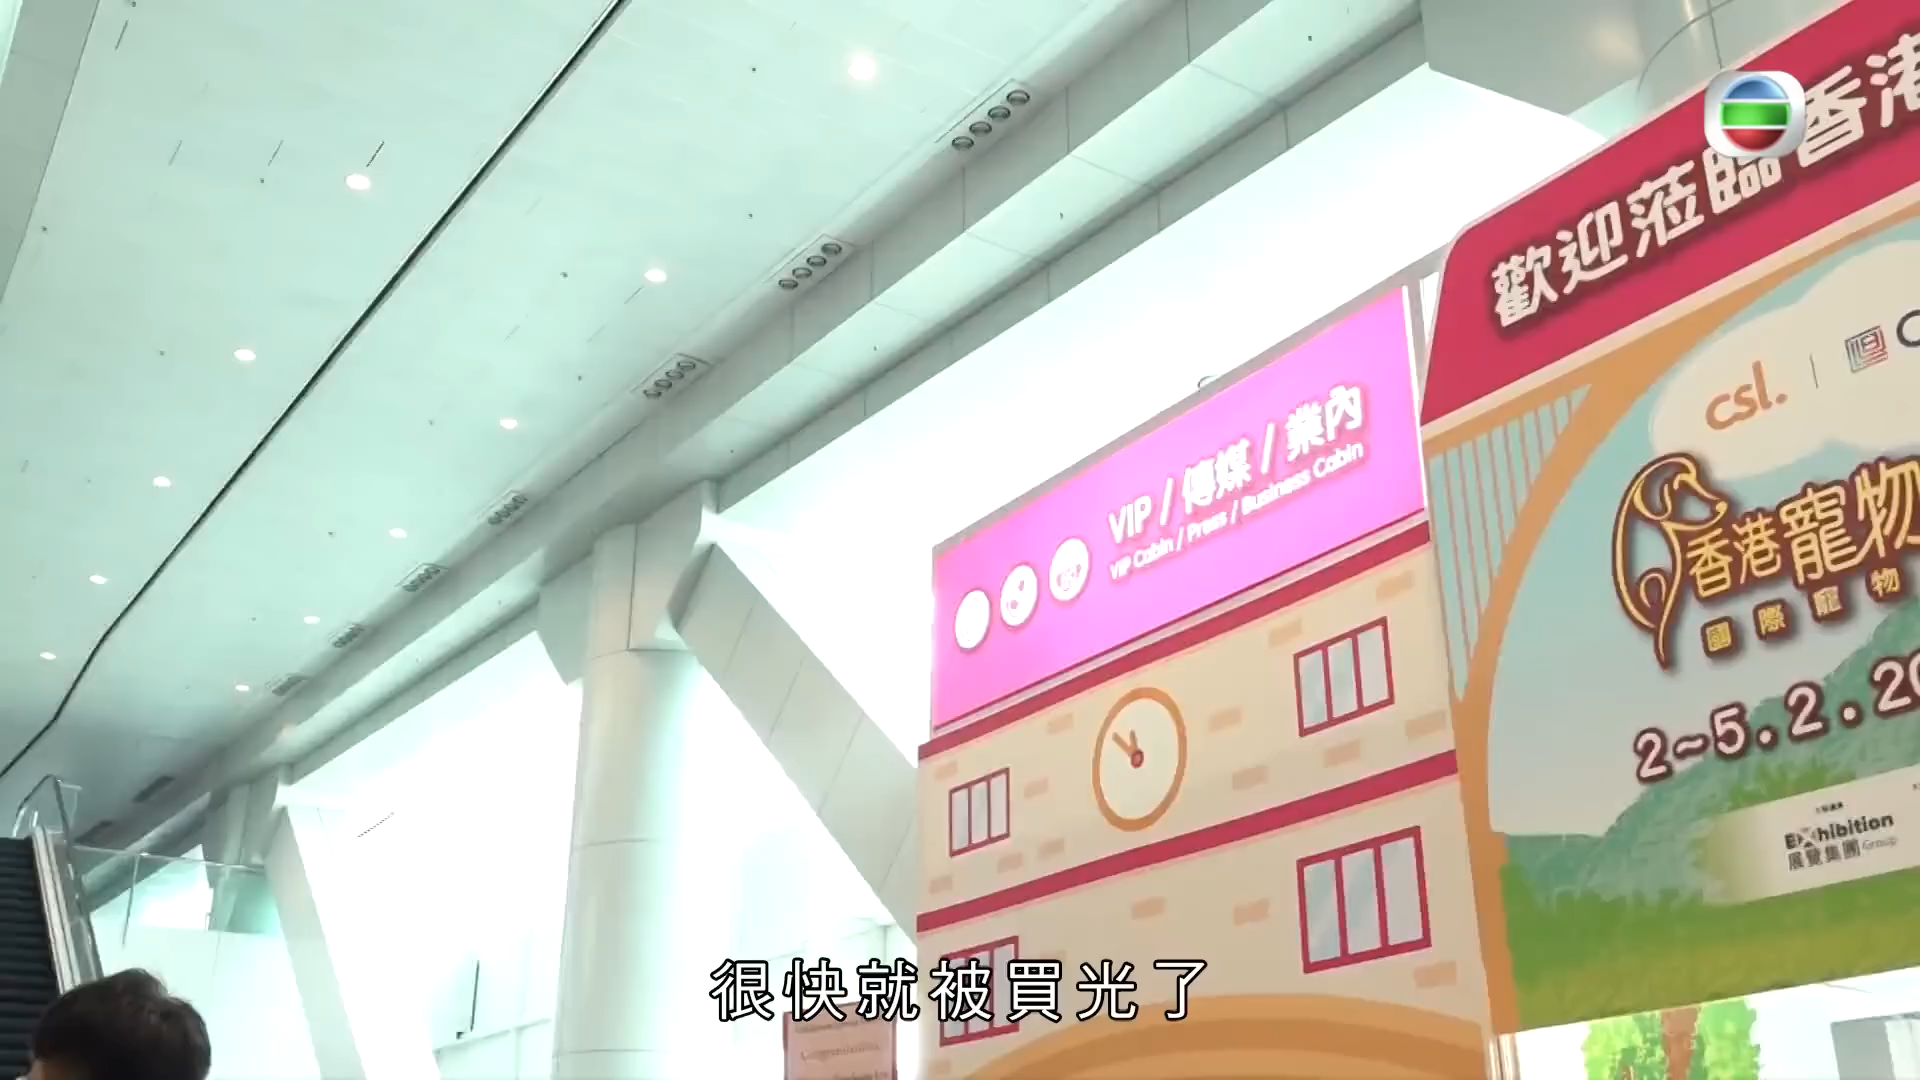 歡迎蒞臨香港
csl.
VIP / 傳媒 / 業內
VIP Cabin / Press / Business Cabin
香港寵物
國際寵物
2~5.2.20
Exhibition
展覽集團 Group
Congratulations
很快就被買光了